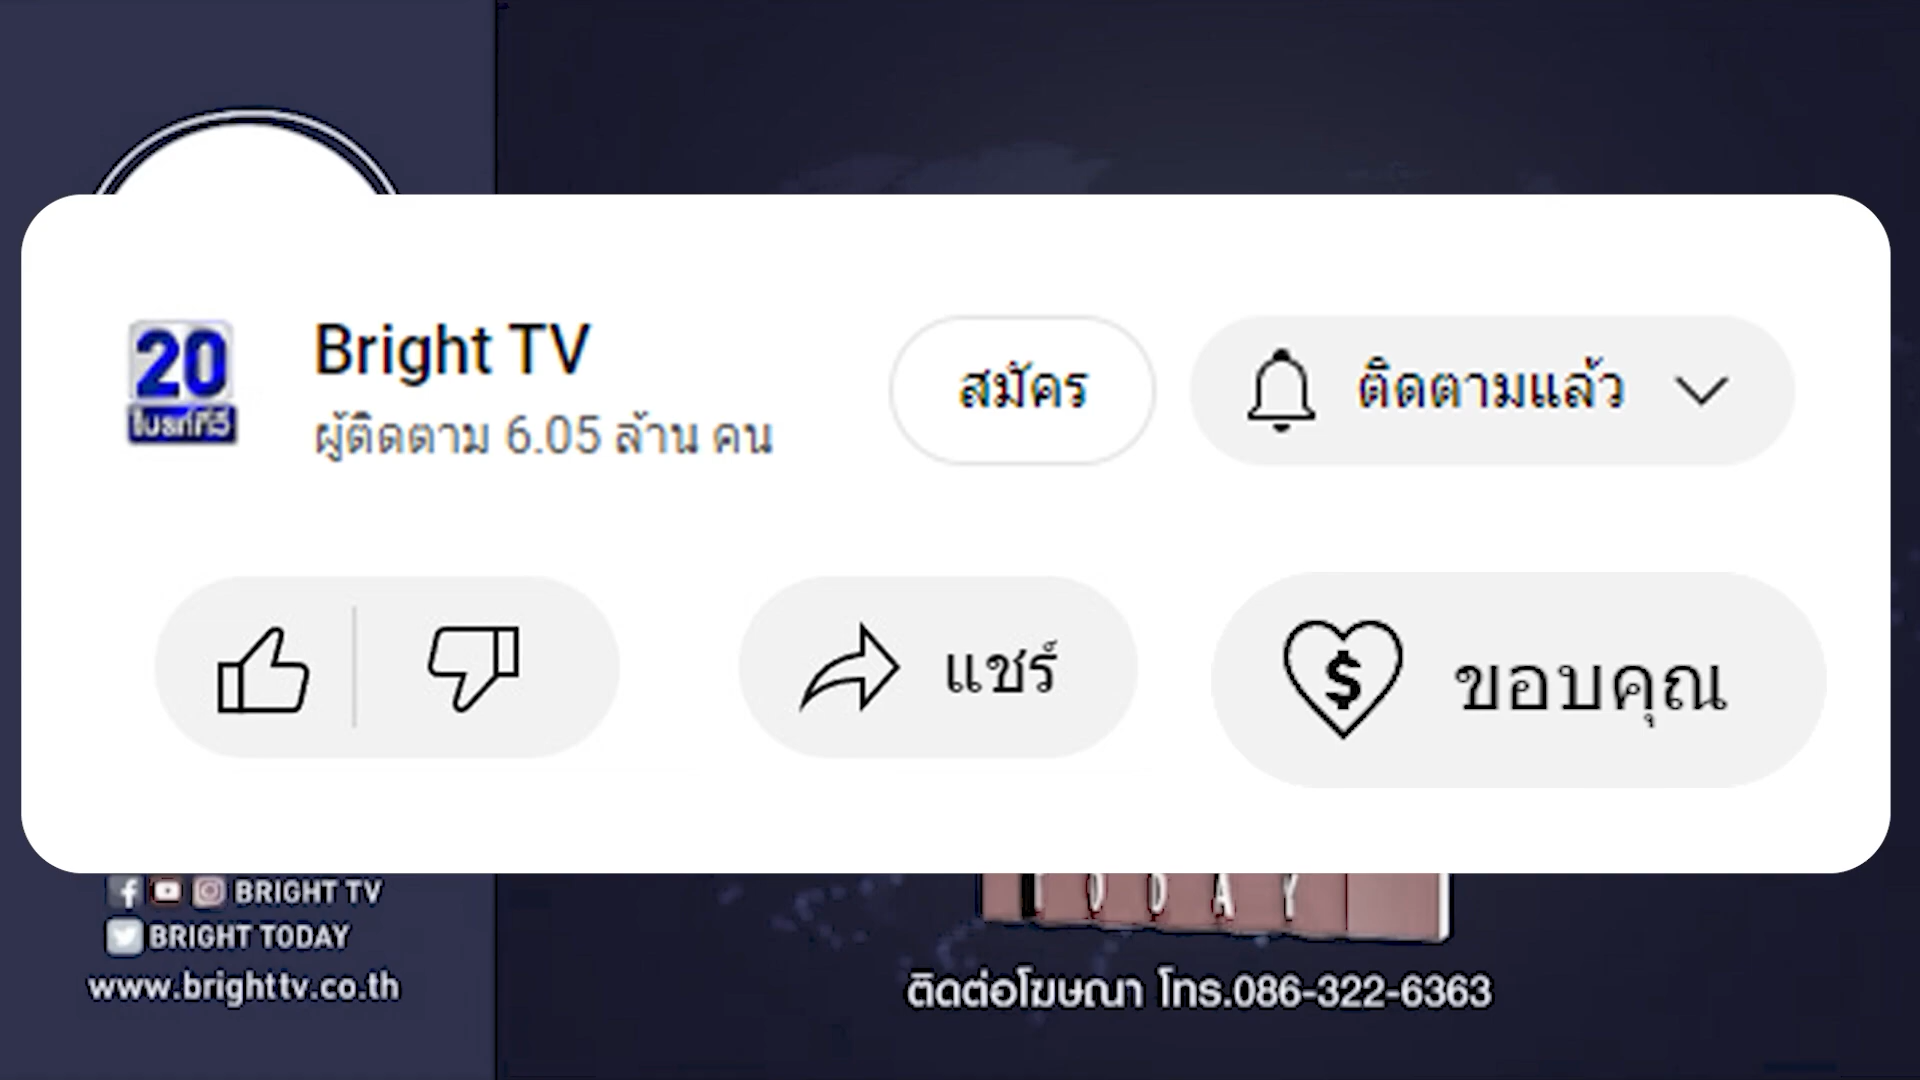 20
ไบรท์ทีวี
Bright TV
ผู้ติดตาม 6.05 ล้าน คน
สมัคร
ติดตามแล้ว
แชร์
$
ขอบคุณ
TODAY
BRIGHT TV
BRIGHT TODAY
www.brighttv.co.th
ติดต่อโฆษณา โทร.086-322-6363